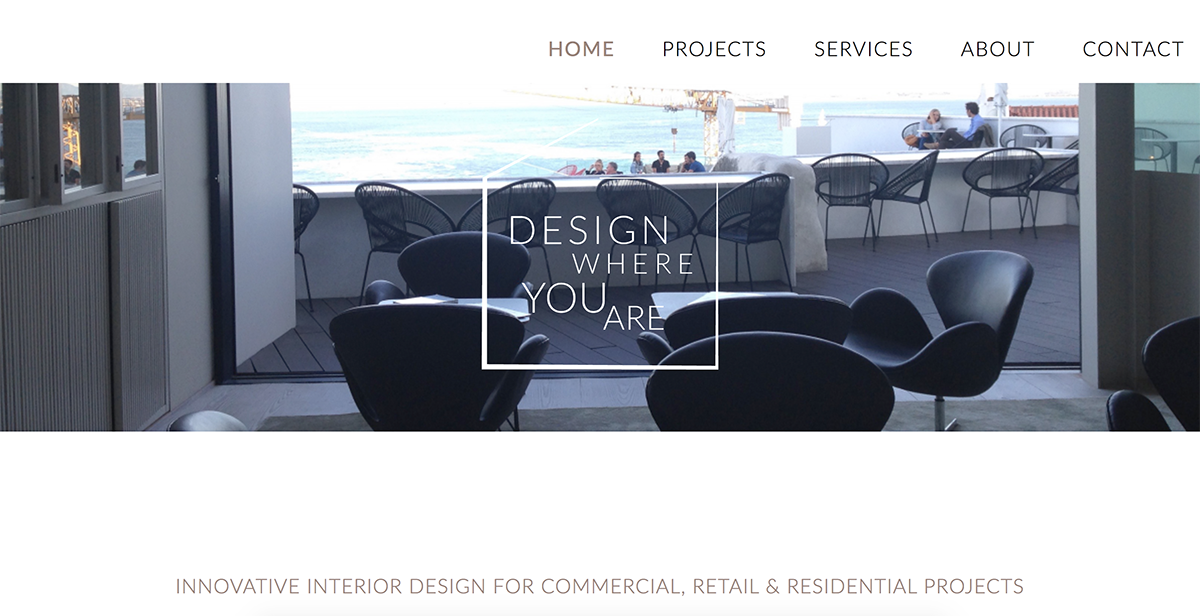 HOME PROJECTS SERVICES ABOUT CONTACT
DESIGN
WHERE
YOU
ARE
INNOVATIVE INTERIOR DESIGN FOR COMMERCIAL, RETAIL & RESIDENTIAL PROJECTS